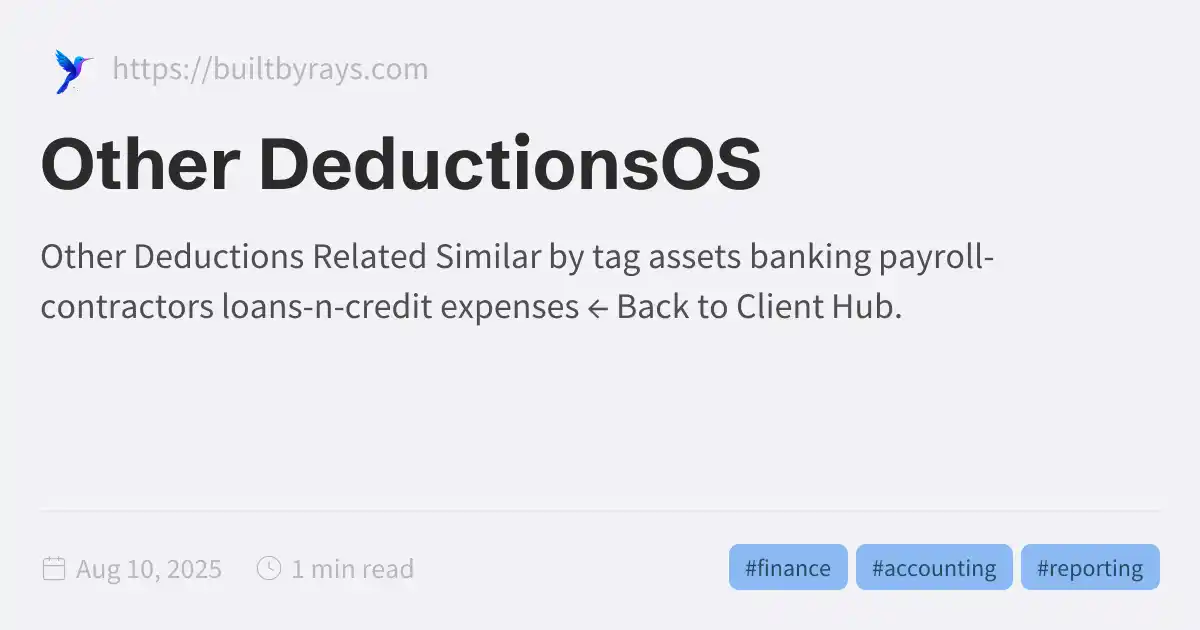 https://builtbyrays.com
Other DeductionsOS
Other Deductions Related Similar by tag assets banking payroll-
contractors loans-n-credit expenses ← Back to Client Hub.
Aug 10, 2025 1 min read #finance #accounting #reporting